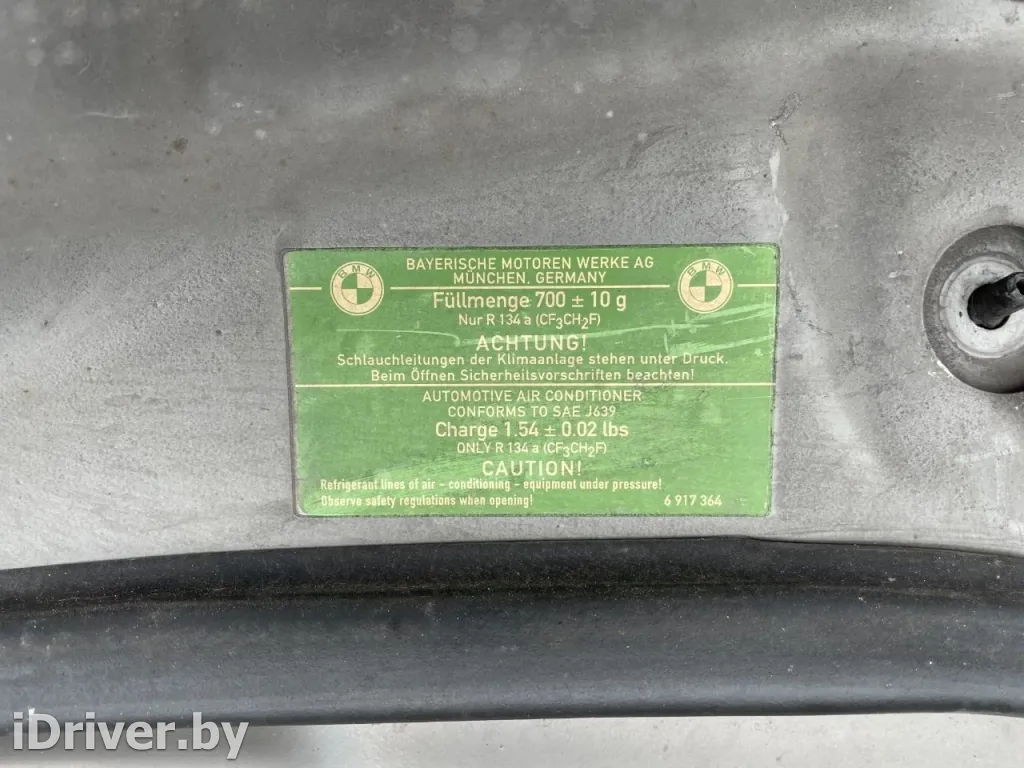 BAYERISCHE MOTOREN WERKE AG
MÜNCHEN, GERMANY
BMW
BMW
Füllmenge 700 ± 10 g
Nur R 134 a (CF3CH2F)
ACHTUNG!
Schlauchleitungen der Klimaanlage stehen unter Druck.
Beim Öffnen Sicherheitsvorschriften beachten!
AUTOMOTIVE AIR CONDITIONER
CONFORMS TO SAE J639
Charge 1.54 ± 0.02 lbs
ONLY R 134 a (CF3CH2F)
CAUTION!
Refrigerant lines of air – conditioning – equipment under pressure!
Observe safety regulations when opening! 6 917 364
iDriver.by